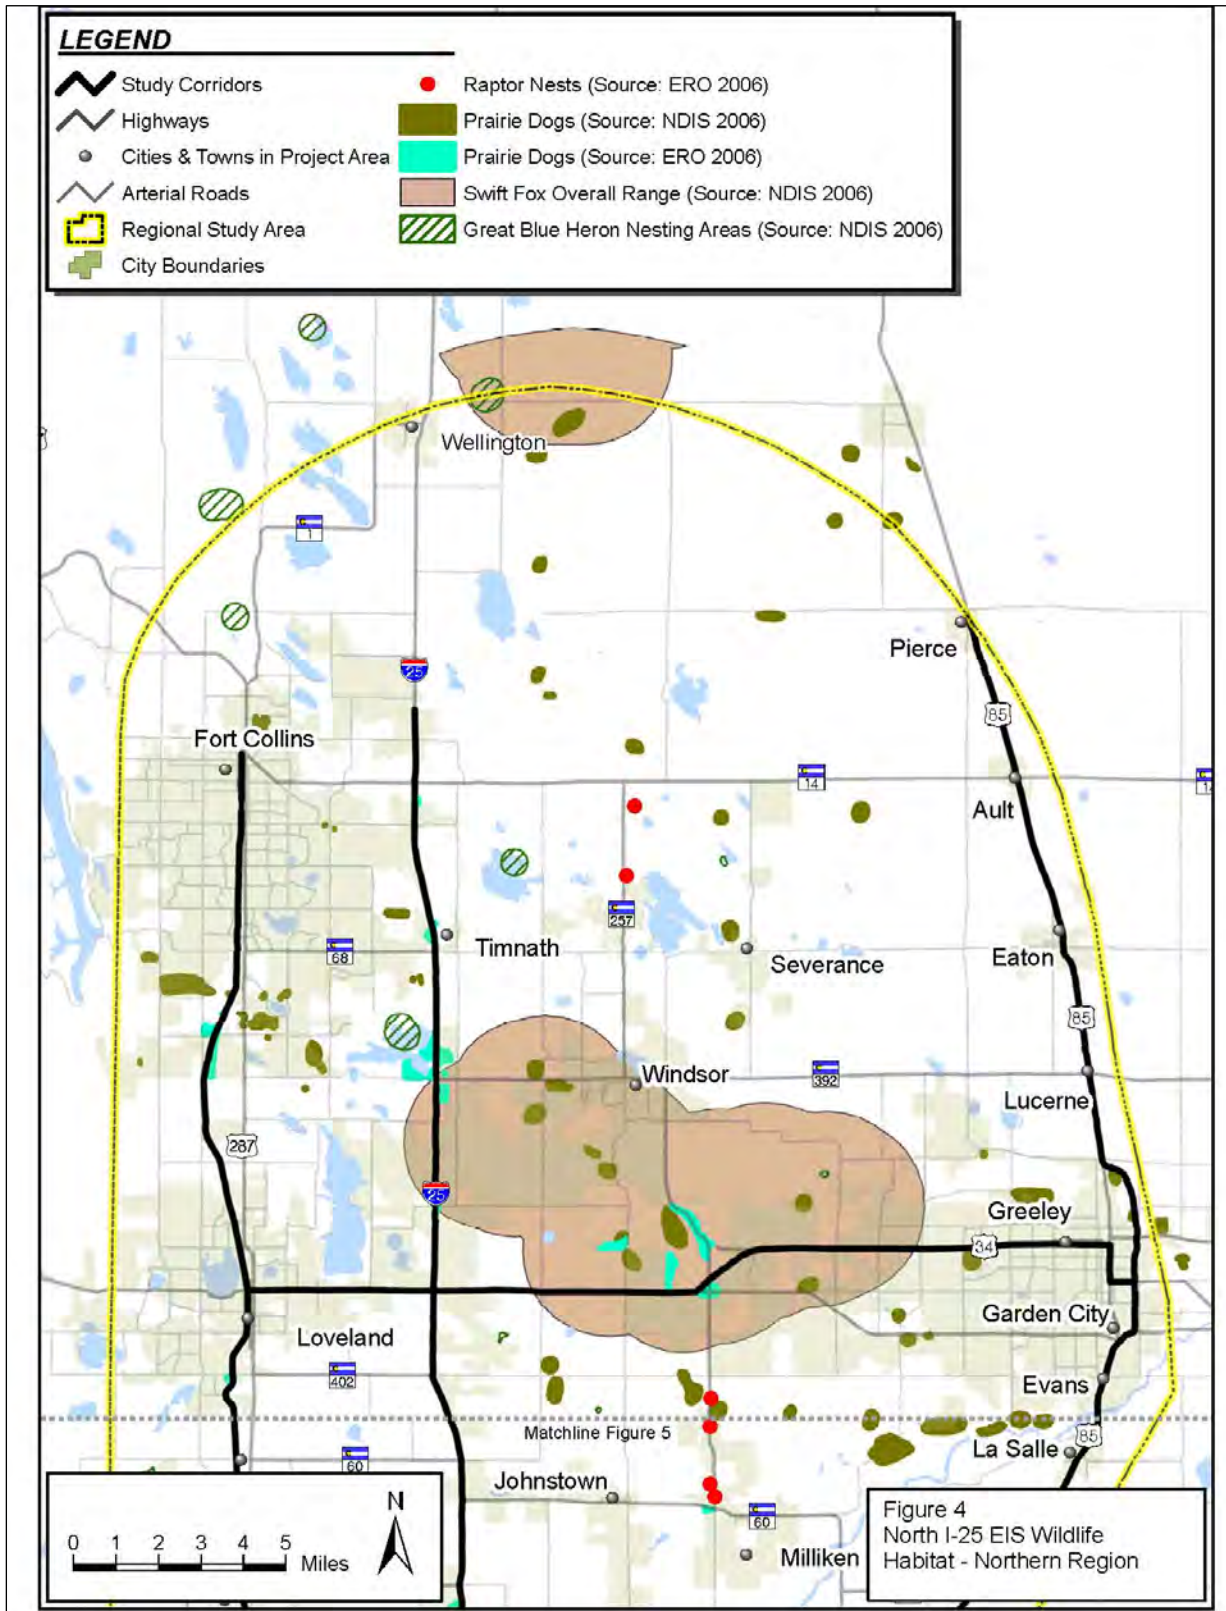 LEGEND
Study Corridors
Highways
Cities & Towns in Project Area
Arterial Roads
Regional Study Area
City Boundaries
Raptor Nests (Source: ERO 2006)
Prairie Dogs (Source: NDIS 2006)
Prairie Dogs (Source: ERO 2006)
Swift Fox Overall Range (Source: NDIS 2006)
Great Blue Heron Nesting Areas (Source: NDIS 2006)
Wellington
1
Pierce
25
85
Fort Collins
14
14
Ault
257
Timnath
68
Severance
Eaton
85
Windsor
392
Lucerne
287
25
Greeley
34
Garden City
Loveland
402
Evans
Matchline Figure 5
85
La Salle
60
Johnstown
60
Milliken
N
0 1 2 3 4 5
Miles
Figure 4
North I-25 EIS Wildlife
Habitat - Northern Region